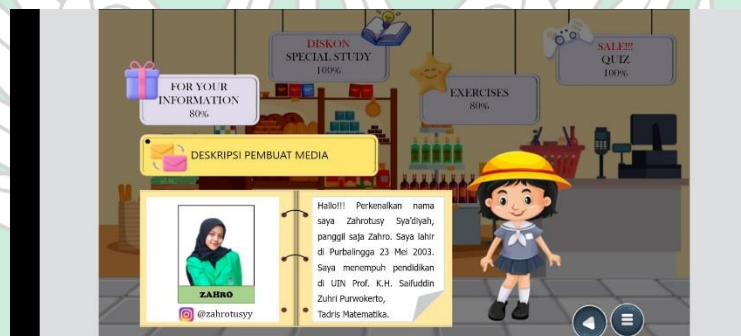 DISKON
SPECIAL STUDY
100%
SALE!!!
QUIZ
100%
FOR YOUR
INFORMATION
80%
EXERCISES
80%
DESKRIPSI PEMBUAT MEDIA
ZAHRO
@zahrotusyy
Hallo!!! Perkenalkan nama
saya Zahrotusy Sya'diyah,
panggil saja Zahro. Saya lahir
di Purbalingga 23 Mei 2003.
Saya menempuh pendidikan
di UIN Prof. K.H. Saifuddin
Zuhri Purwokerto,
Tadris Matematika.